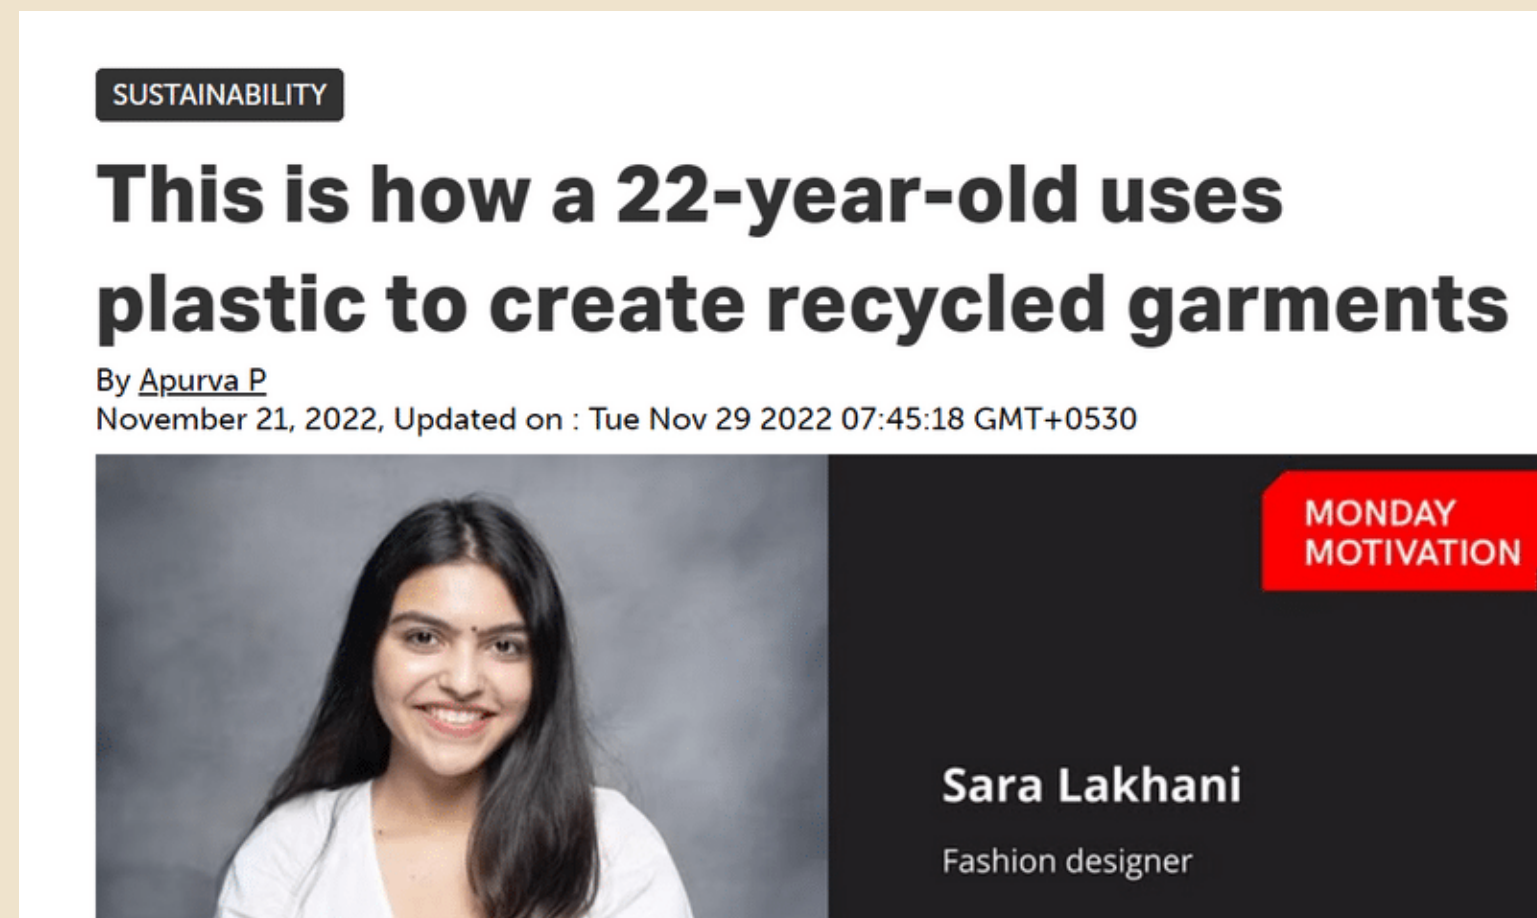 SUSTAINABILITY
This is how a 22-year-old uses
plastic to create recycled garments
By Apurva P
November 21, 2022, Updated on : Tue Nov 29 2022 07:45:18 GMT+0530
MONDAY
MOTIVATION
Sara Lakhani
Fashion designer